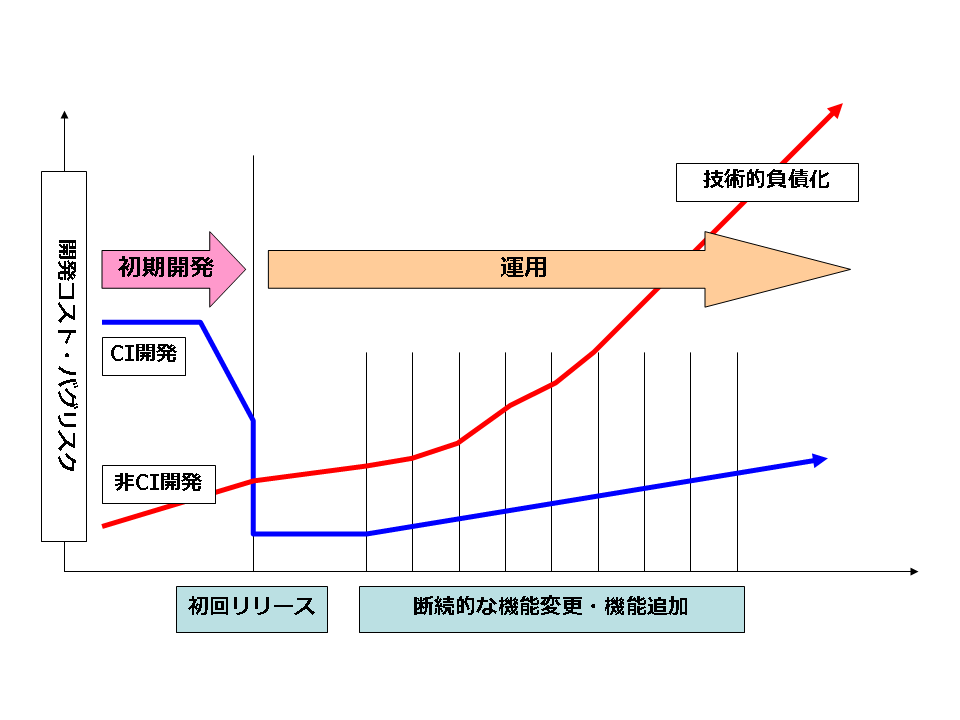 技術的負債化
初期開発
運用
開発コスト・バグリスク
CI開発
非CI開発
初回リリース
断続的な機能変更・機能追加